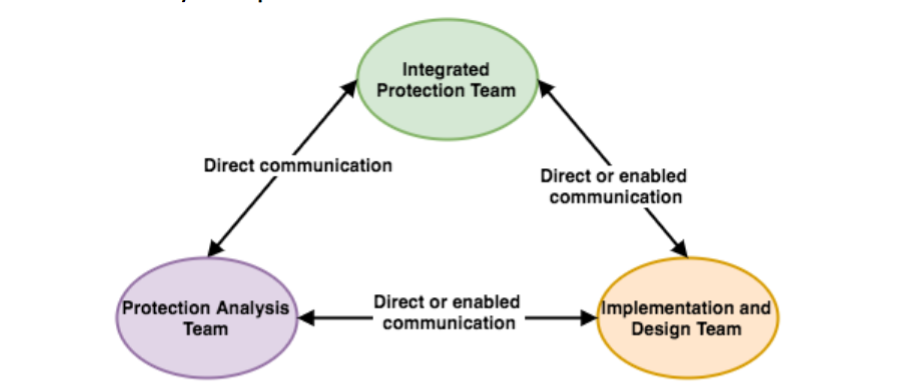 Integrated
Protection Team
Direct communication
Direct or enabled
communication
Protection Analysis
Team
Direct or enabled
communication
Implementation and
Design Team